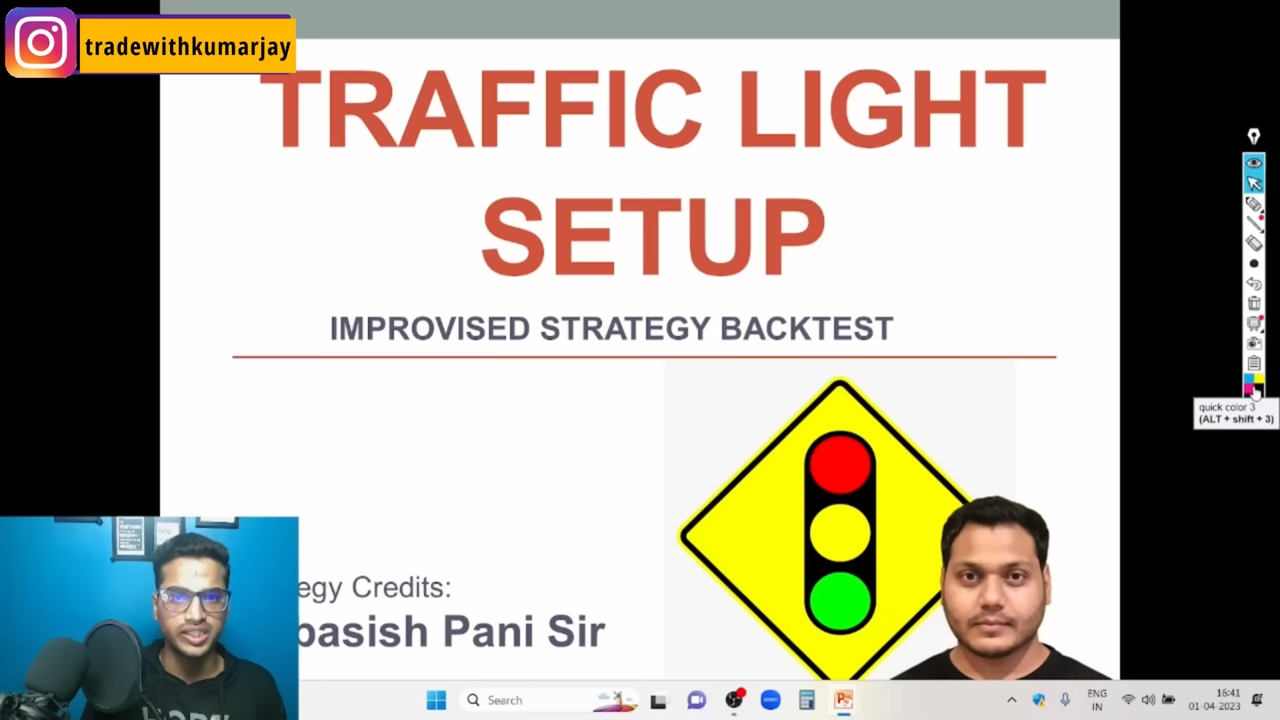 tradewithkumarjay
TRAFFIC LIGHT
SETUP
IMPROVISED STRATEGY BACKTEST
quick color 3
(ALT + shift + 3)
egy Credits:
basish Pani Sir
Search
ENG
IN
16:41
01-04-2023